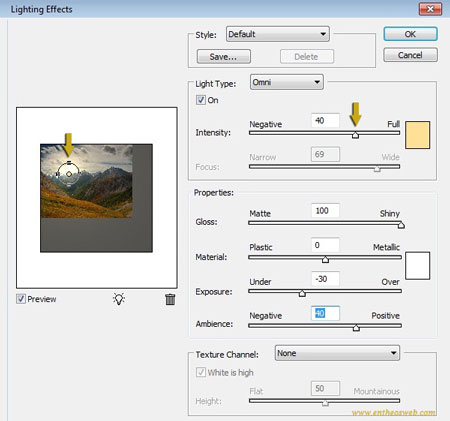 Lighting Effects
Style: Default
OK
Save...
Delete
Cancel
Light Type: Omni
On
Negative 40 Full
Intensity:
Narrow 69 Wide
Focus:
Properties:
Matte 100 Shiny
Gloss:
Plastic 0 Metallic
Material:
Under -30 Over
Exposure:
Negative 40 Positive
Ambience:
Preview
Texture Channel: None
White is high
Flat 50 Mountainous
Height:
www.entheosweb.com